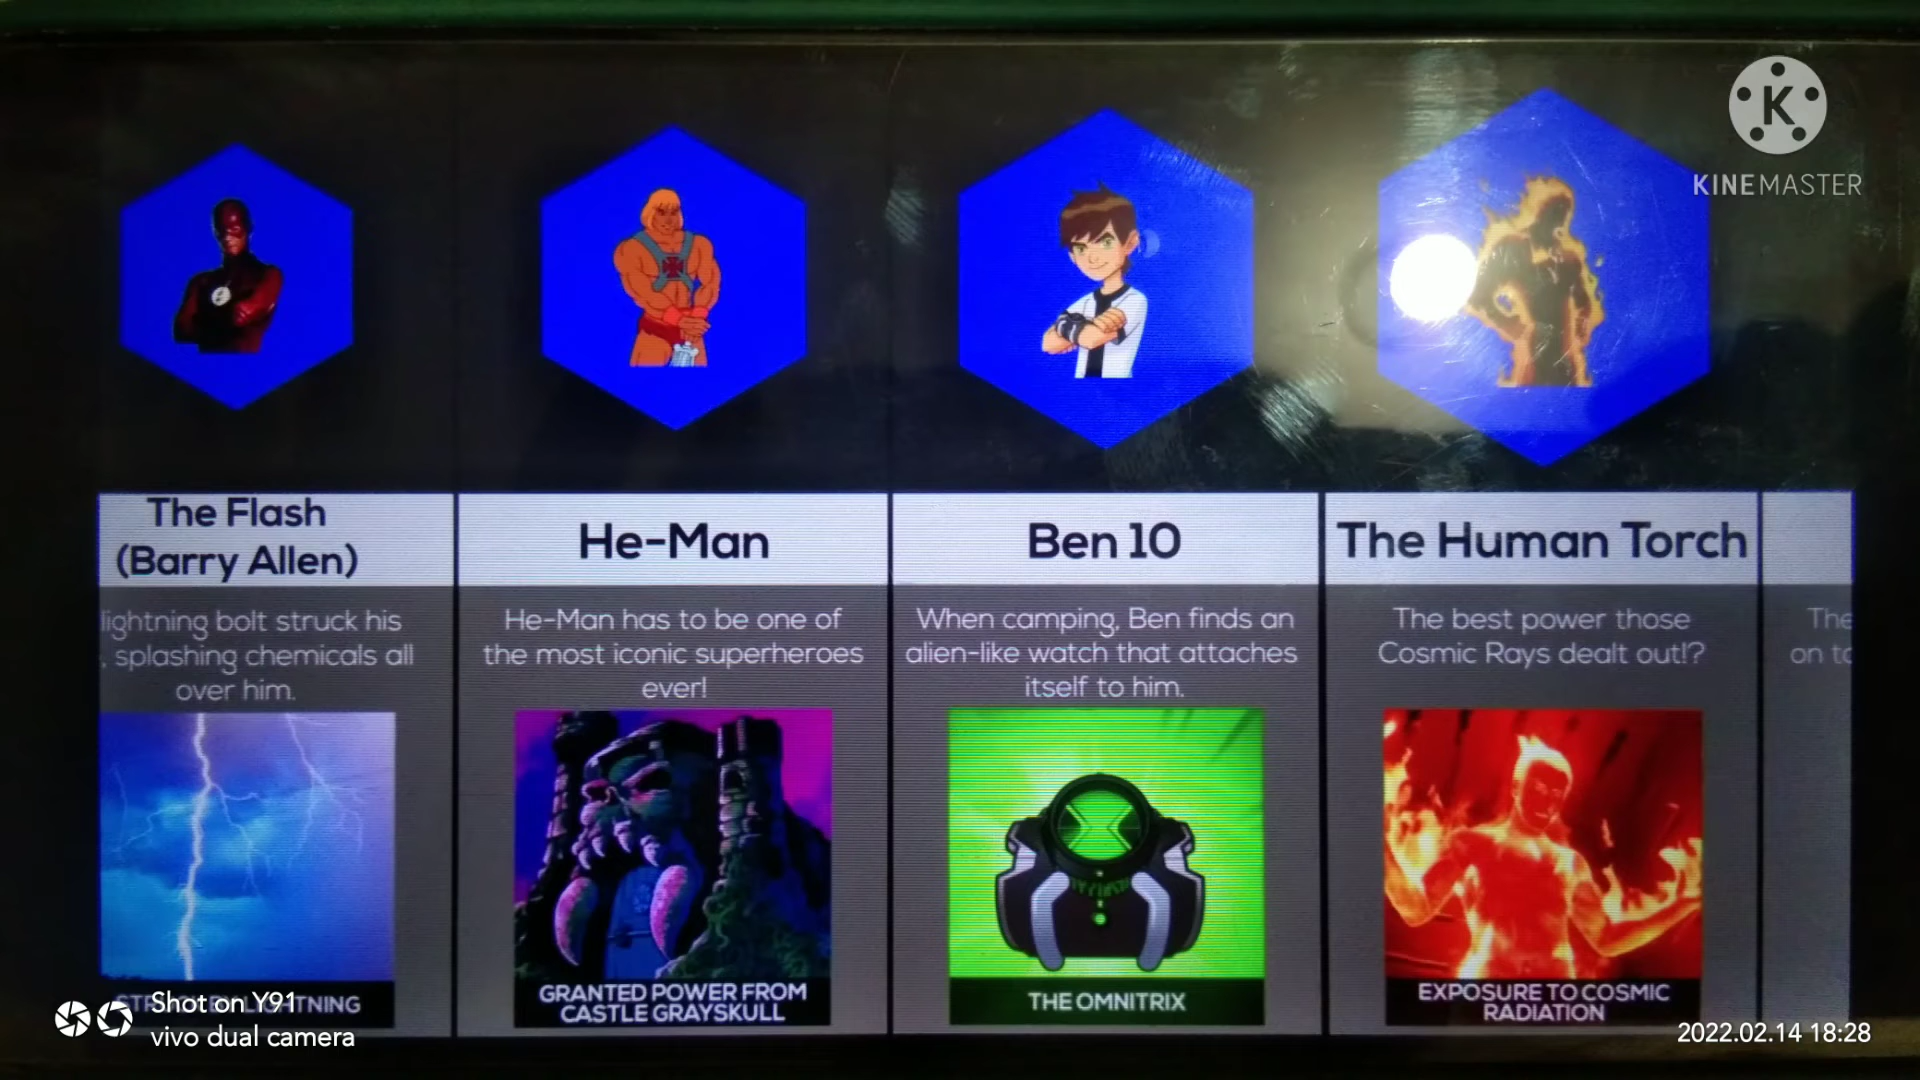 K
KINEMASTER
The Flash
(Barry Allen)
lightning bolt struck his
, splashing chemicals all
over him.
He-Man
He-Man has to be one of
the most iconic superheroes
ever!
GRANTED POWER FROM
CASTLE GRAYSKULL
Ben 10
When camping, Ben finds an
alien-like watch that attaches
itself to him.
THE OMNITRIX
The Human Torch
The best power those
Cosmic Rays dealt out!?
EXPOSURE TO COSMIC
RADIATION
The
on to
Shot on Y91
vivo dual camera
2022.02.14 18:28